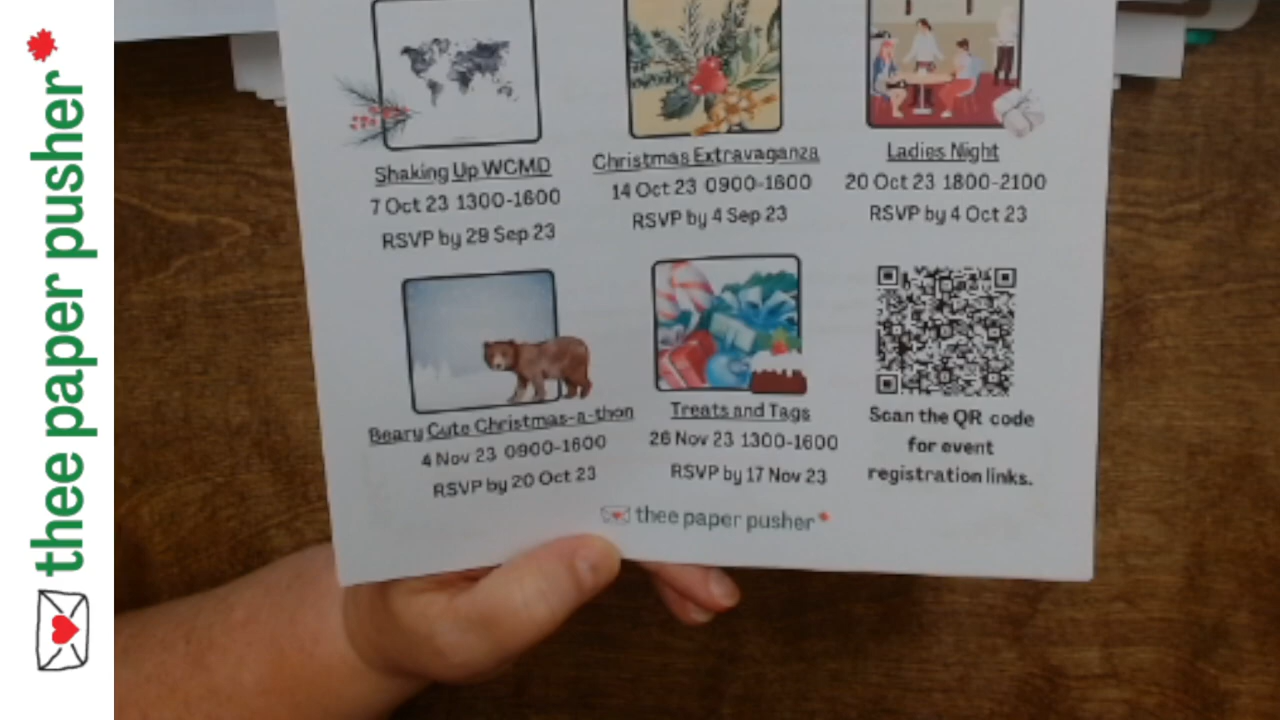 thee paper pusher
Shaking Up WCMD
7 Oct 23 1300-1600
RSVP by 29 Sep 23
Christmas Extravaganza
14 Oct 23 0900-1600
RSVP by 4 Sep 23
Ladies Night
20 Oct 23 1800-2100
RSVP by 4 Oct 23
Beary Cute Christmas-a-thon
4 Nov 23 0900-1600
RSVP by 20 Oct 23
Treats and Tags
26 Nov 23 1300-1600
RSVP by 17 Nov 23
Scan the QR code
for event
registration links.
thee paper pusher